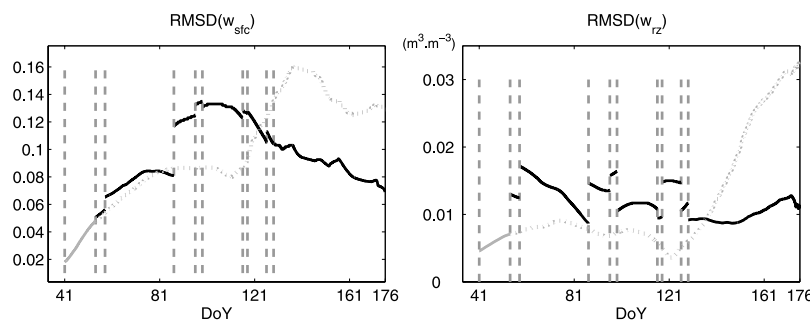 RMSD(w_sfc)
0.16
0.14
0.12
0.1
0.08
0.06
0.04
0.02
41 81 121 161 176
DoY
RMSD(w_rz)
(m³.m⁻³)
0.03
0.02
0.01
0
41 81 121 161 176
DoY